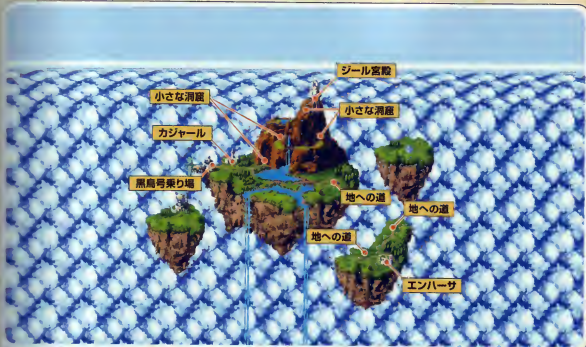 ジール宮殿
小さな洞窟
小さな洞窟
カジャール
黒鳥号乗り場
地への道
地への道
地への道
エンハーサ